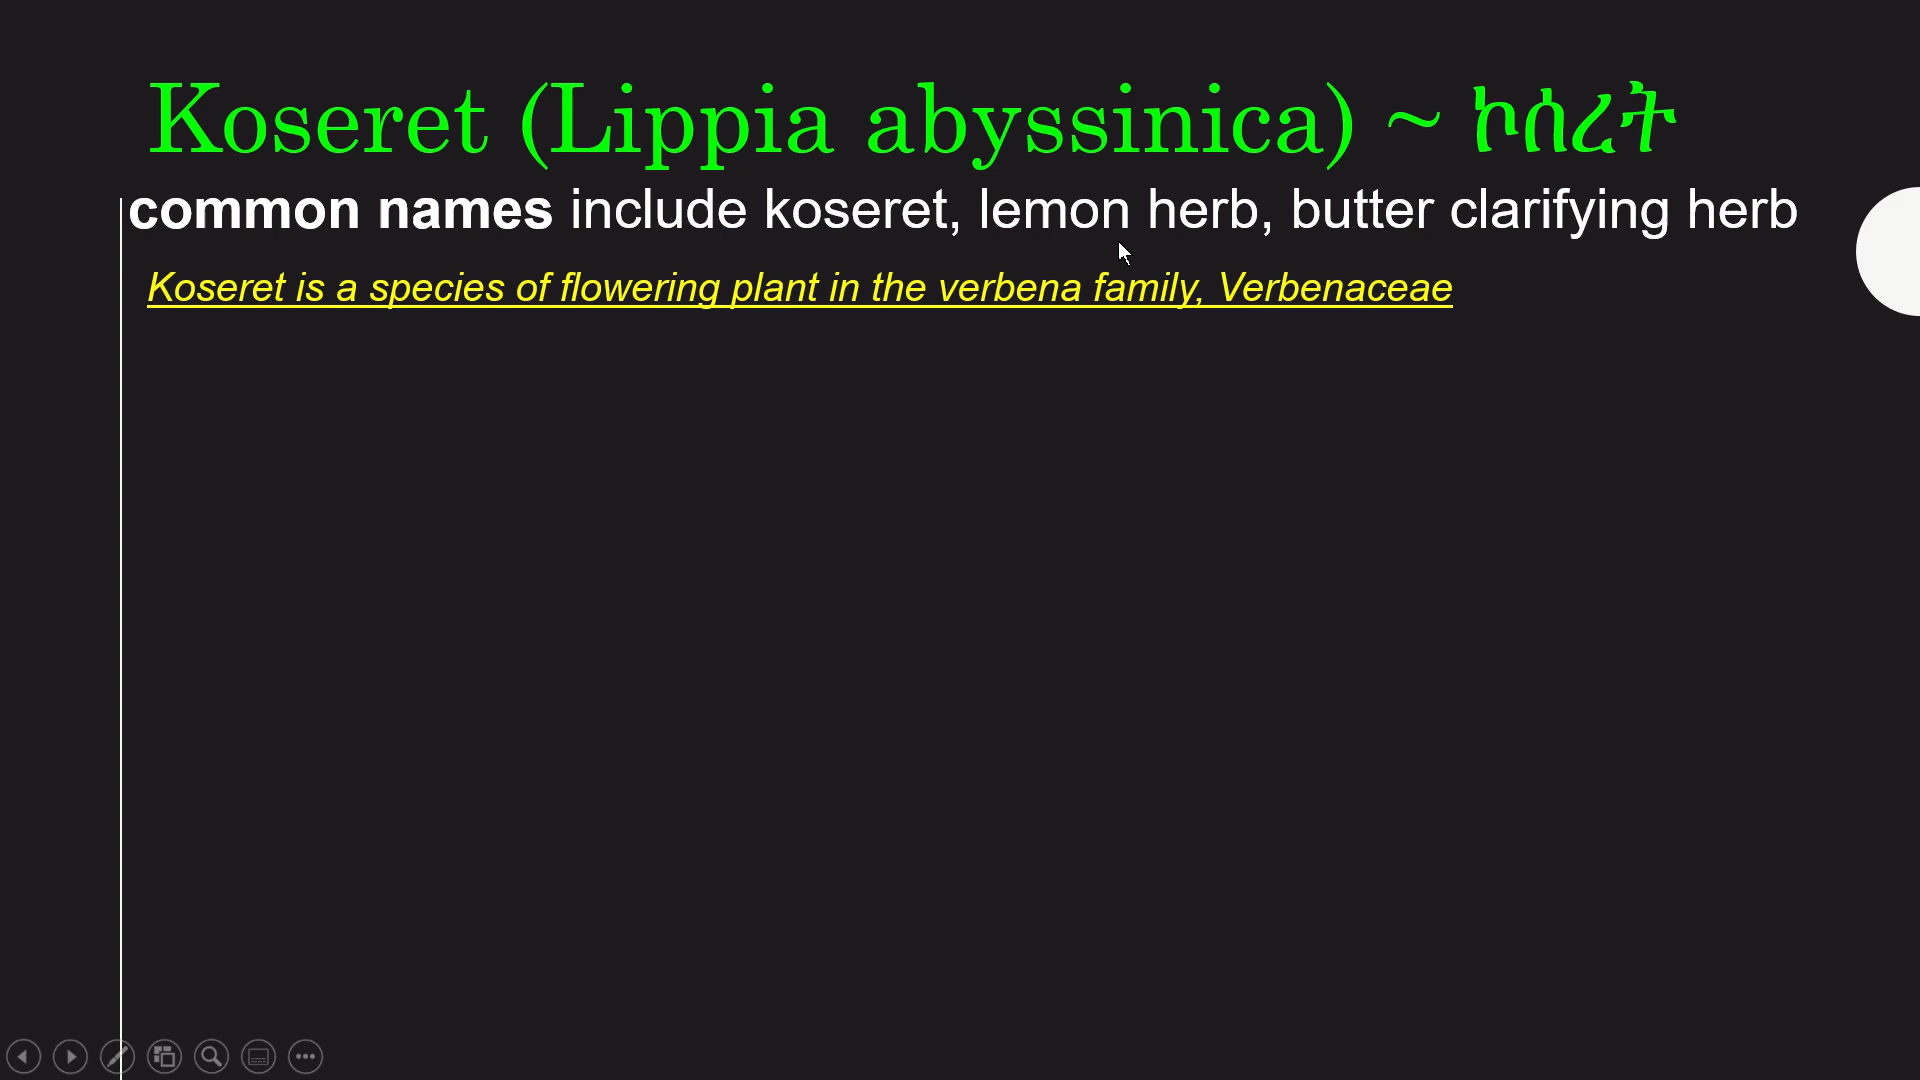 Koseret (Lippia abyssinica) ~ ኮሰረት
common names include koseret, lemon herb, butter clarifying herb
Koseret is a species of flowering plant in the verbena family, Verbenaceae